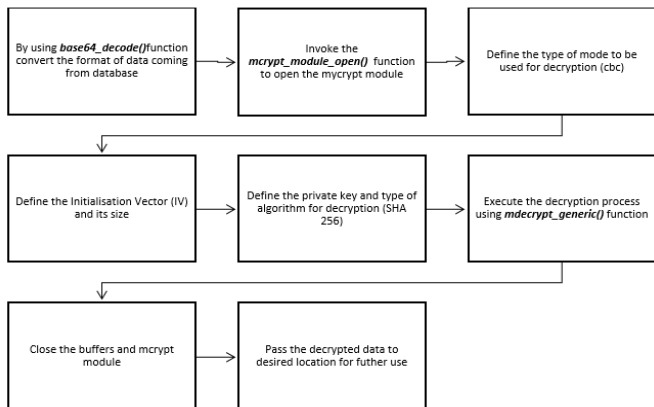 By using base64_decode()function
convert the format of data coming
from database
Invoke the
mcrypt_module_open() function
to open the mycrypt module
Define the type of mode to be
used for decryption (cbc)
Define the Initialisation Vector (IV)
and its size
Define the private key and type of
algorithm for decryption (SHA
256)
Execute the decryption process
using mdecrypt_generic() function
Close the buffers and mcrypt
module
Pass the decrypted data to
desired location for futher use